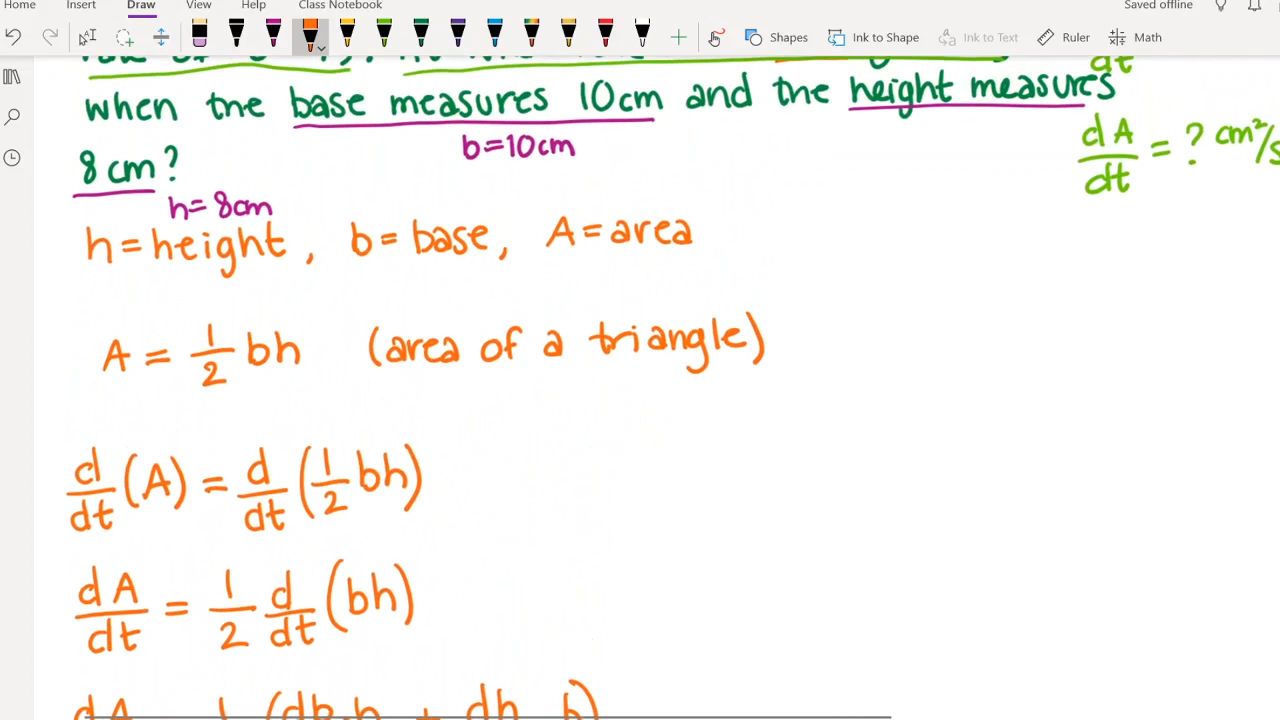 Home Insert Draw View Help Class Notebook Saved offline
Shapes Ink to Shape Ink to Text Ruler Math
dt
when the base measures 10cm and the height measures
b=10cm
8 cm?
h=8cm
dA/dt = ? cm²/s
h=height, b=base, A=area
A = 1/2 bh (area of a triangle)
d/dt (A) = d/dt (1/2 bh)
dA/dt = 1/2 d/dt (bh)